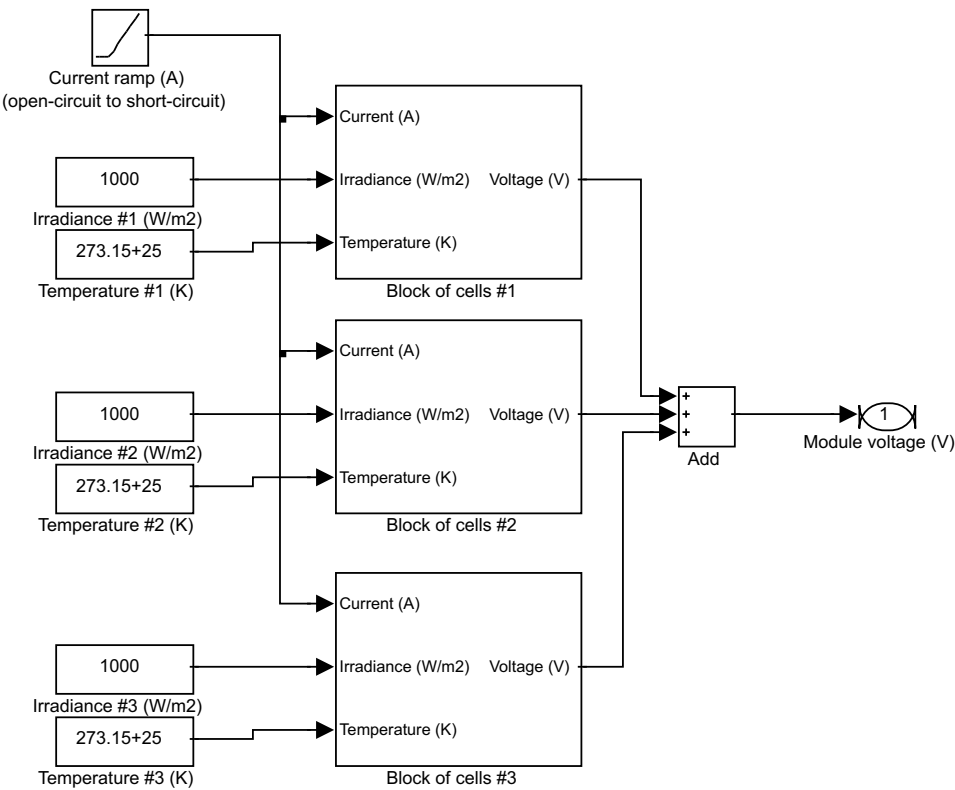 Current ramp (A)
(open-circuit to short-circuit)
Current (A)
1000
Irradiance (W/m2)
Voltage (V)
Irradiance #1 (W/m2)
273.15+25
Temperature (K)
Temperature #1 (K)
Block of cells #1
Current (A)
1000
Irradiance (W/m2)
Voltage (V)
Irradiance #2 (W/m2)
273.15+25
Temperature (K)
Temperature #2 (K)
Block of cells #2
+
+
+
Add
1
Module voltage (V)
Current (A)
1000
Irradiance (W/m2)
Voltage (V)
Irradiance #3 (W/m2)
273.15+25
Temperature (K)
Temperature #3 (K)
Block of cells #3